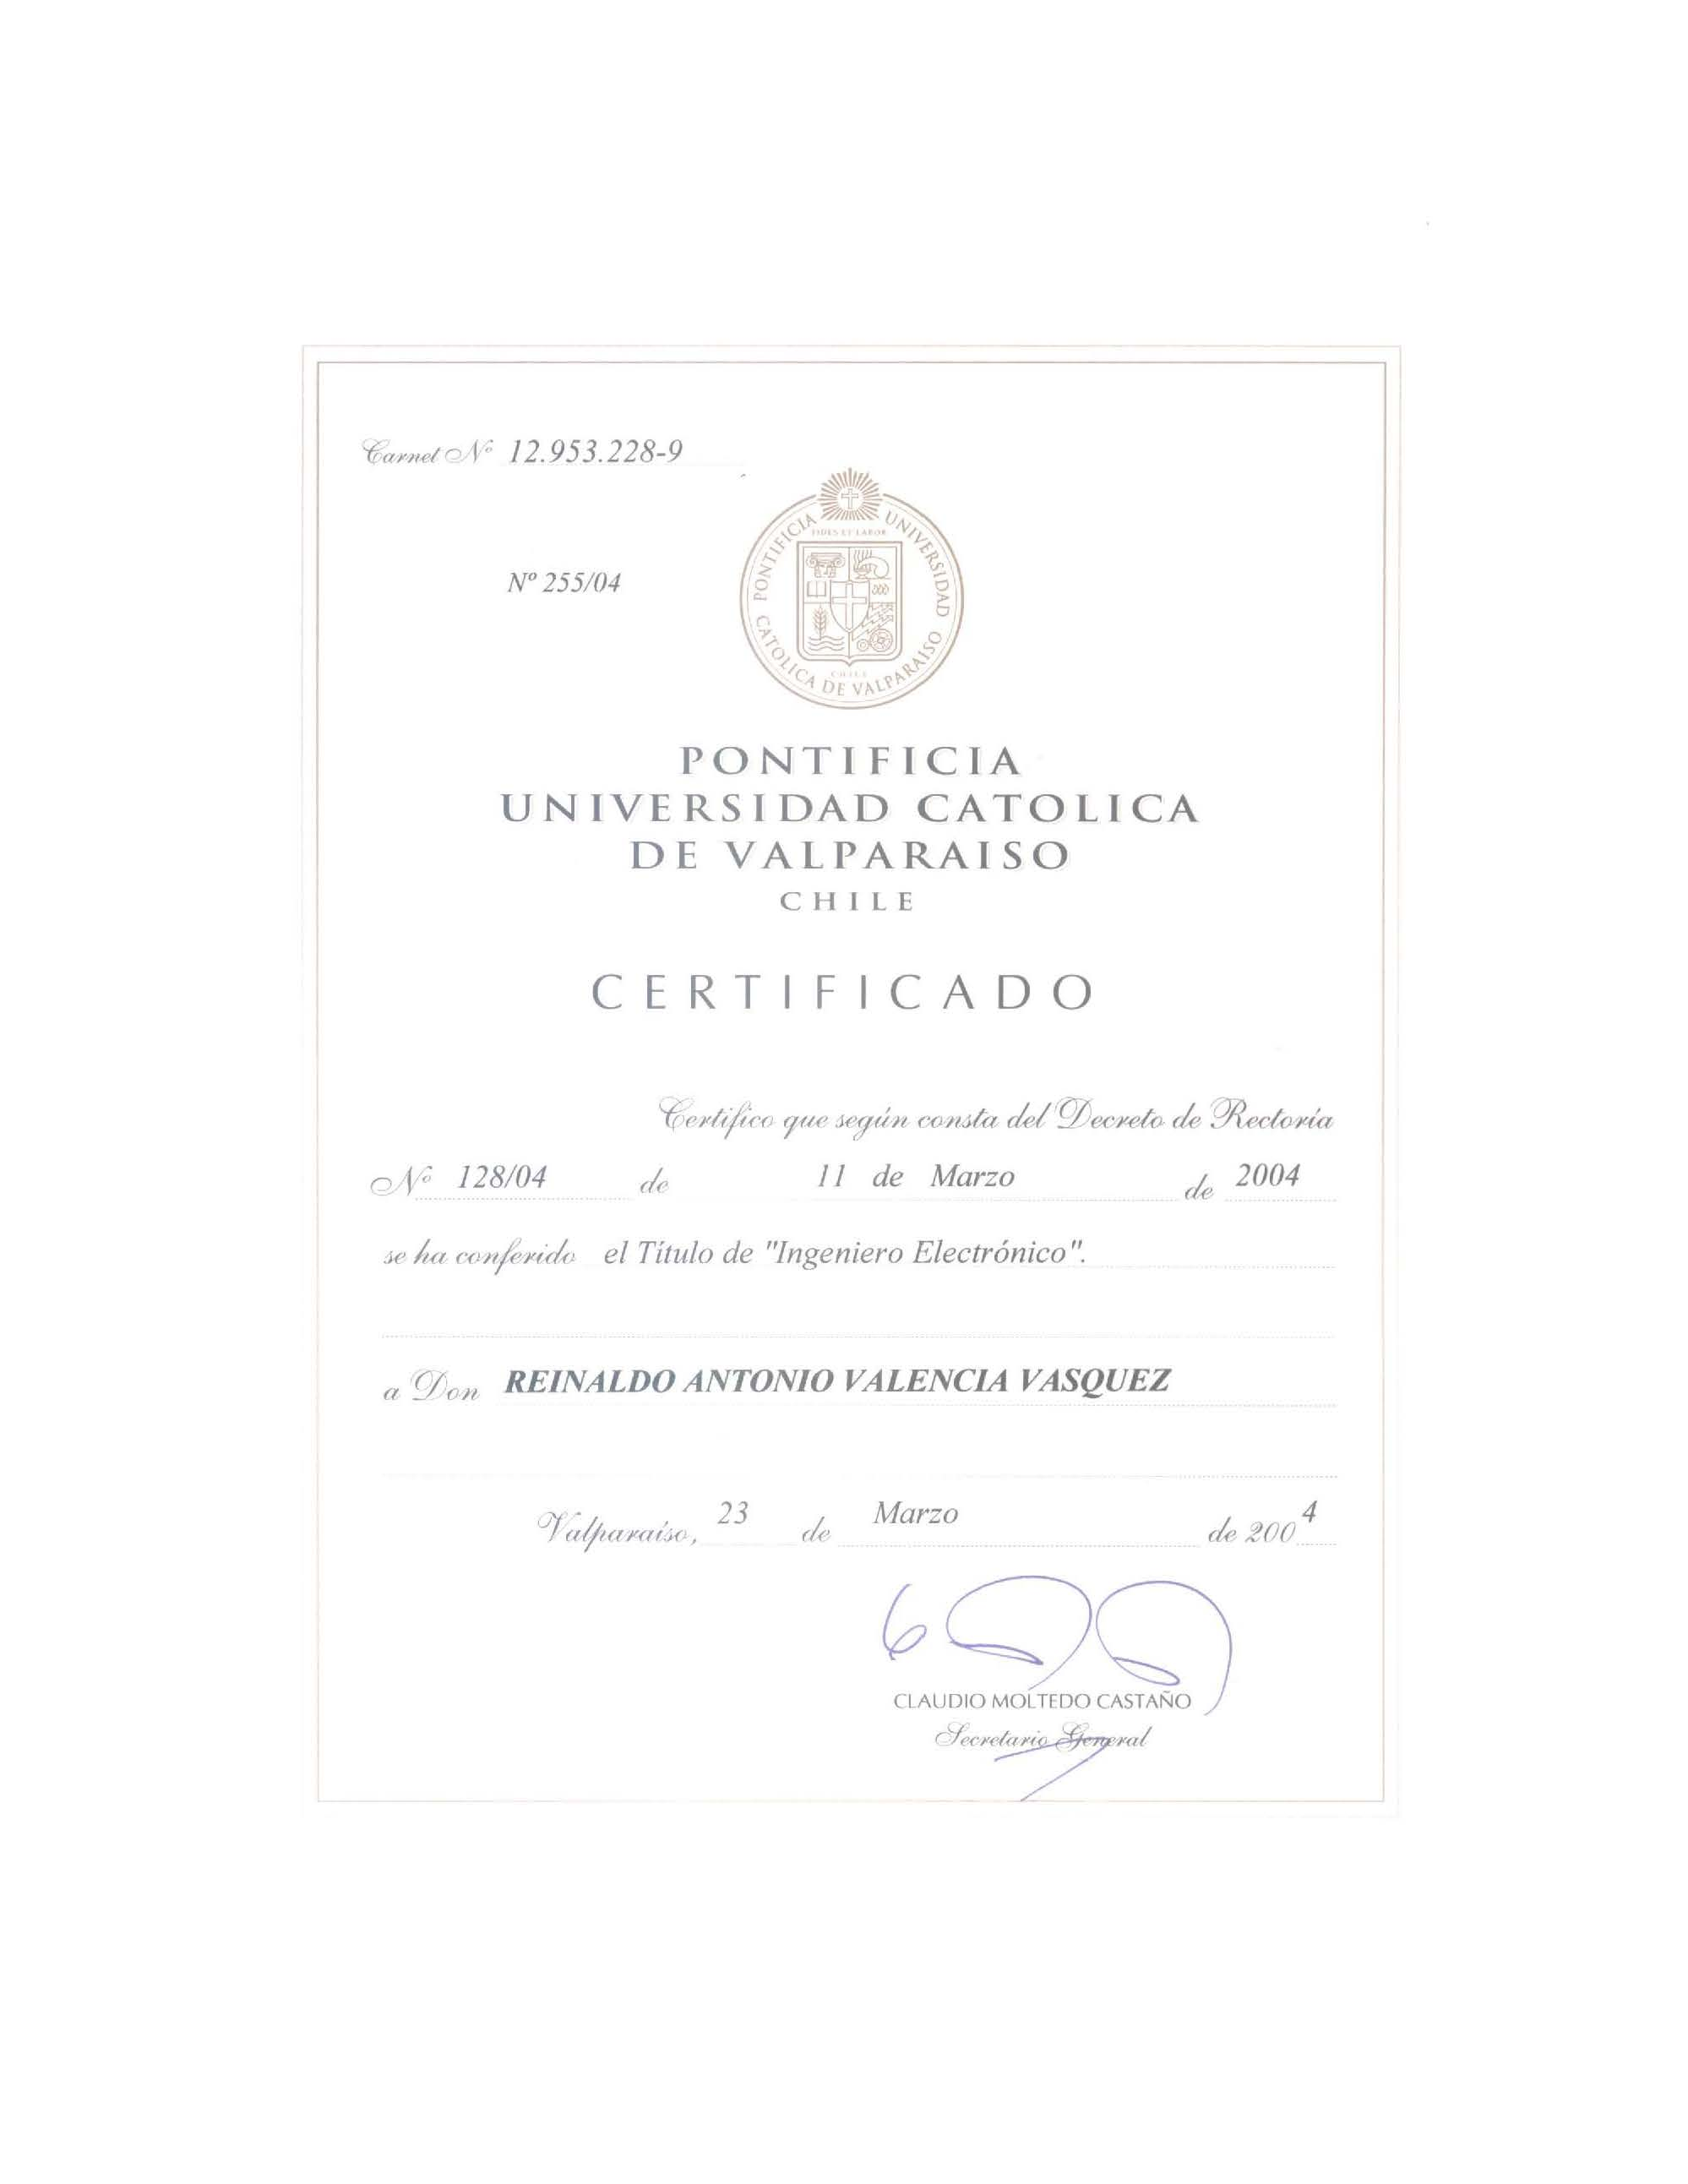 Carnet Nº 12.953.228-9
Nº 255/04
PONTIFICIA UNIVERSIDAD CATOLICA DE VALPARAISO
FIDES ET LABOR
CHILE
PONTIFICIA
UNIVERSIDAD CATOLICA
DE VALPARAISO
CHILE
CERTIFICADO
Certifico que según consta del Decreto de Rectoría
Nº 128/04 de 11 de Marzo de 2004
se ha conferido el Título de "Ingeniero Electrónico".
a Don REINALDO ANTONIO VALENCIA VASQUEZ
Valparaíso, 23 de Marzo de 2004
CLAUDIO MOLTEDO CASTAÑO
Secretario General